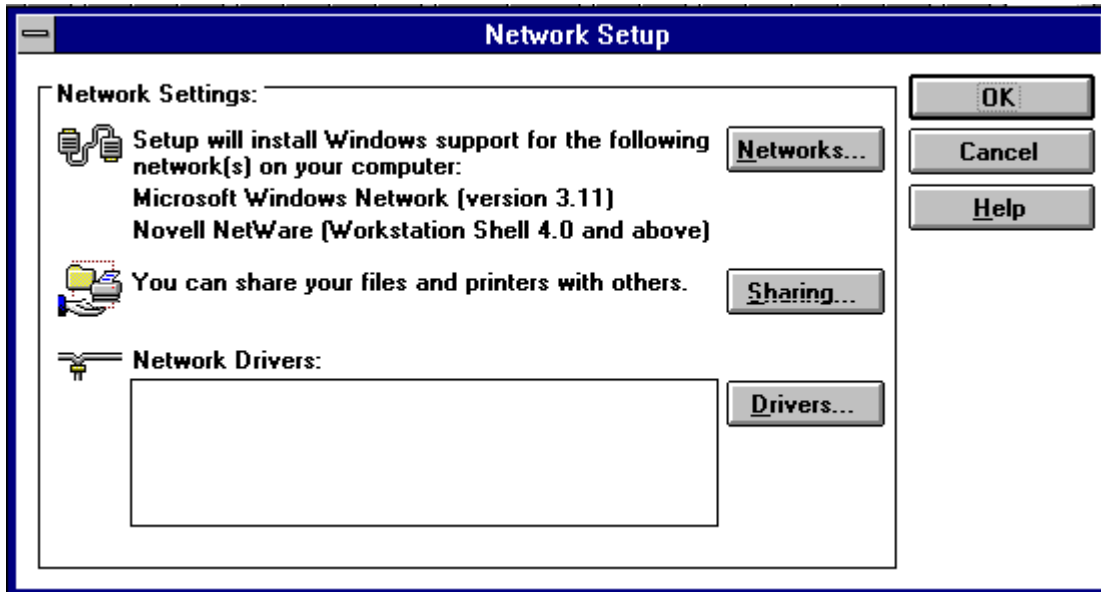 Network Setup
Network Settings:
Setup will install Windows support for the following
network(s) on your computer:
Microsoft Windows Network (version 3.11)
Novell NetWare (Workstation Shell 4.0 and above)
Networks...
You can share your files and printers with others.
Sharing...
Network Drivers:
Drivers...
OK
Cancel
Help